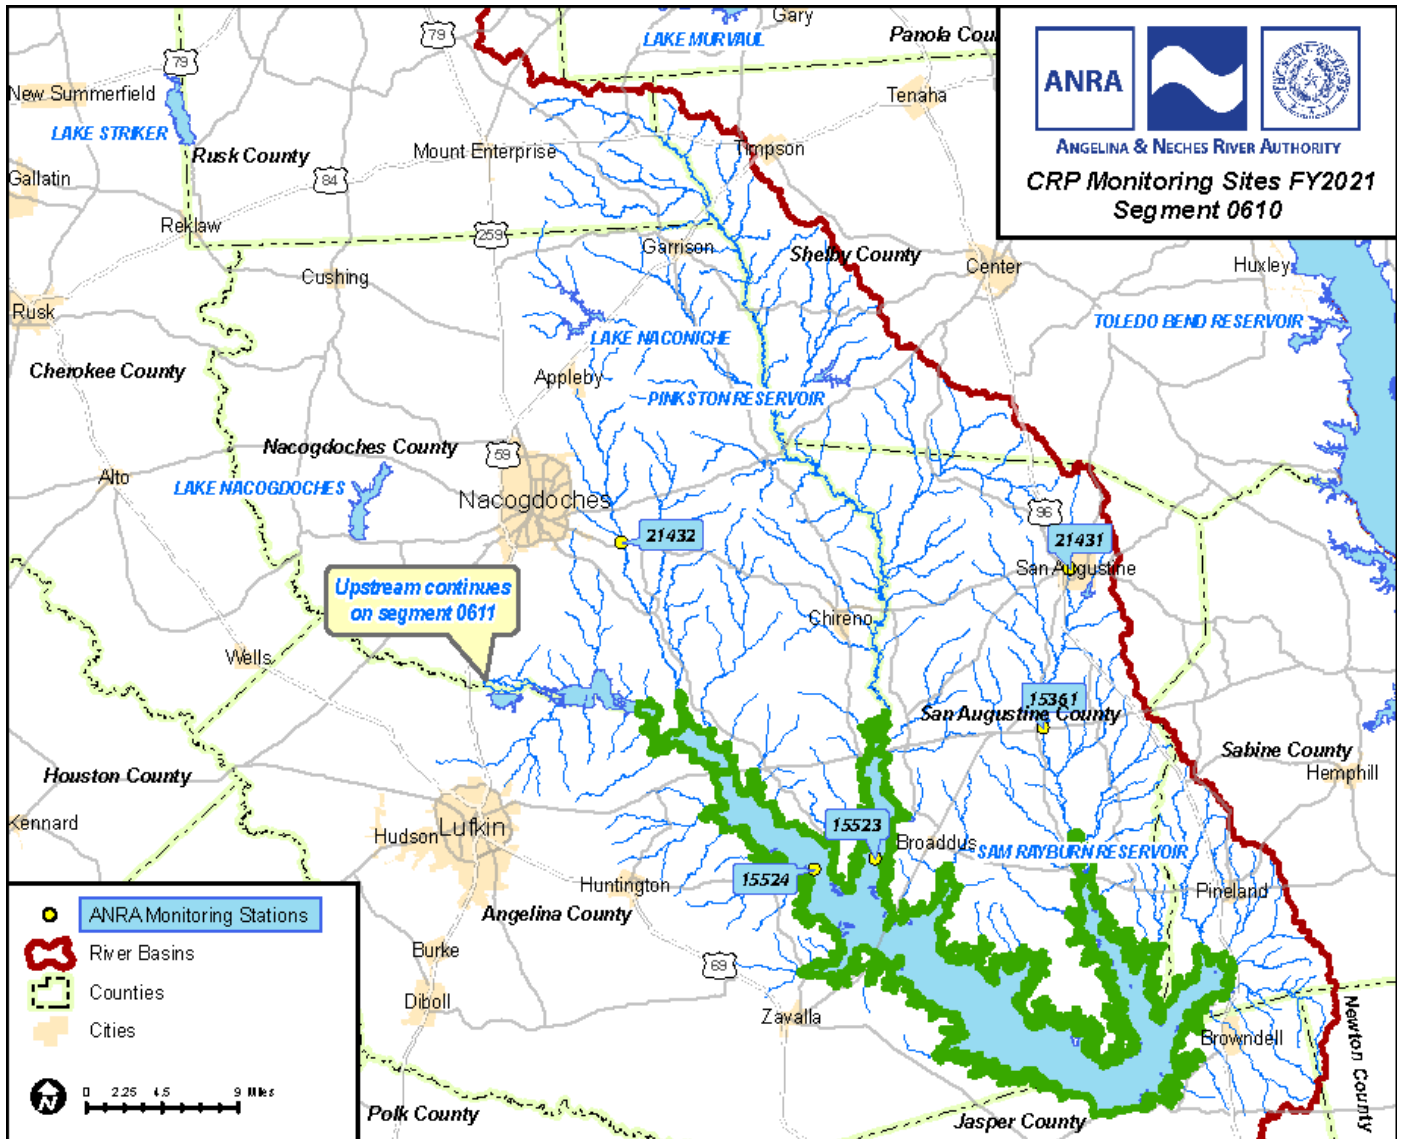 Gary
79
LAKE MURVAUL
Panola Cou
ANRA
ANGELINA & NECHES RIVER AUTHORITY
CRP Monitoring Sites FY2021
Segment 0610
79
New Summerfield
Tenaha
LAKE STRIKER
Rusk County
Mount Enterprise
Timpson
Gallatin
84
Reklaw
259
Garrison
Shelby County
Center
Huxley
Cushing
Rusk
LAKE NACONICHE
TOLEDO BEND RESERVOIR
Cherokee County
Appleby
PINKSTON RESERVOIR
Nacogdoches County
59
Alto
LAKE NACOGDOCHES
Nacogdoches
96
21432
21431
San Augustine
Upstream continues
on segment 0611
Chireno
Wells
15361
San Augustine County
Sabine County
Houston County
Hemphill
Kennard
Hudson
Lufkin
15523
Broaddus
SAM RAYBURN RESERVOIR
15524
Huntington
Pineland
Angelina County
ANRA Monitoring Stations
River Basins
Counties
Cities
Burke
69
Diboll
Zavalla
Browndell
Newton County
N
0 2.25 4.5 9 Miles
Polk County
Jasper County